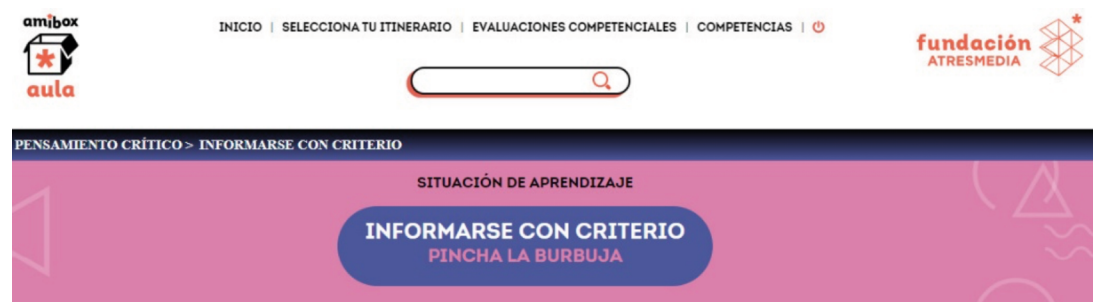 amibox
aula
INICIO | SELECCIONA TU ITINERARIO | EVALUACIONES COMPETENCIALES | COMPETENCIAS |
fundación
ATRESMEDIA
PENSAMIENTO CRÍTICO > INFORMARSE CON CRITERIO
SITUACIÓN DE APRENDIZAJE
INFORMARSE CON CRITERIO
PINCHA LA BURBUJA